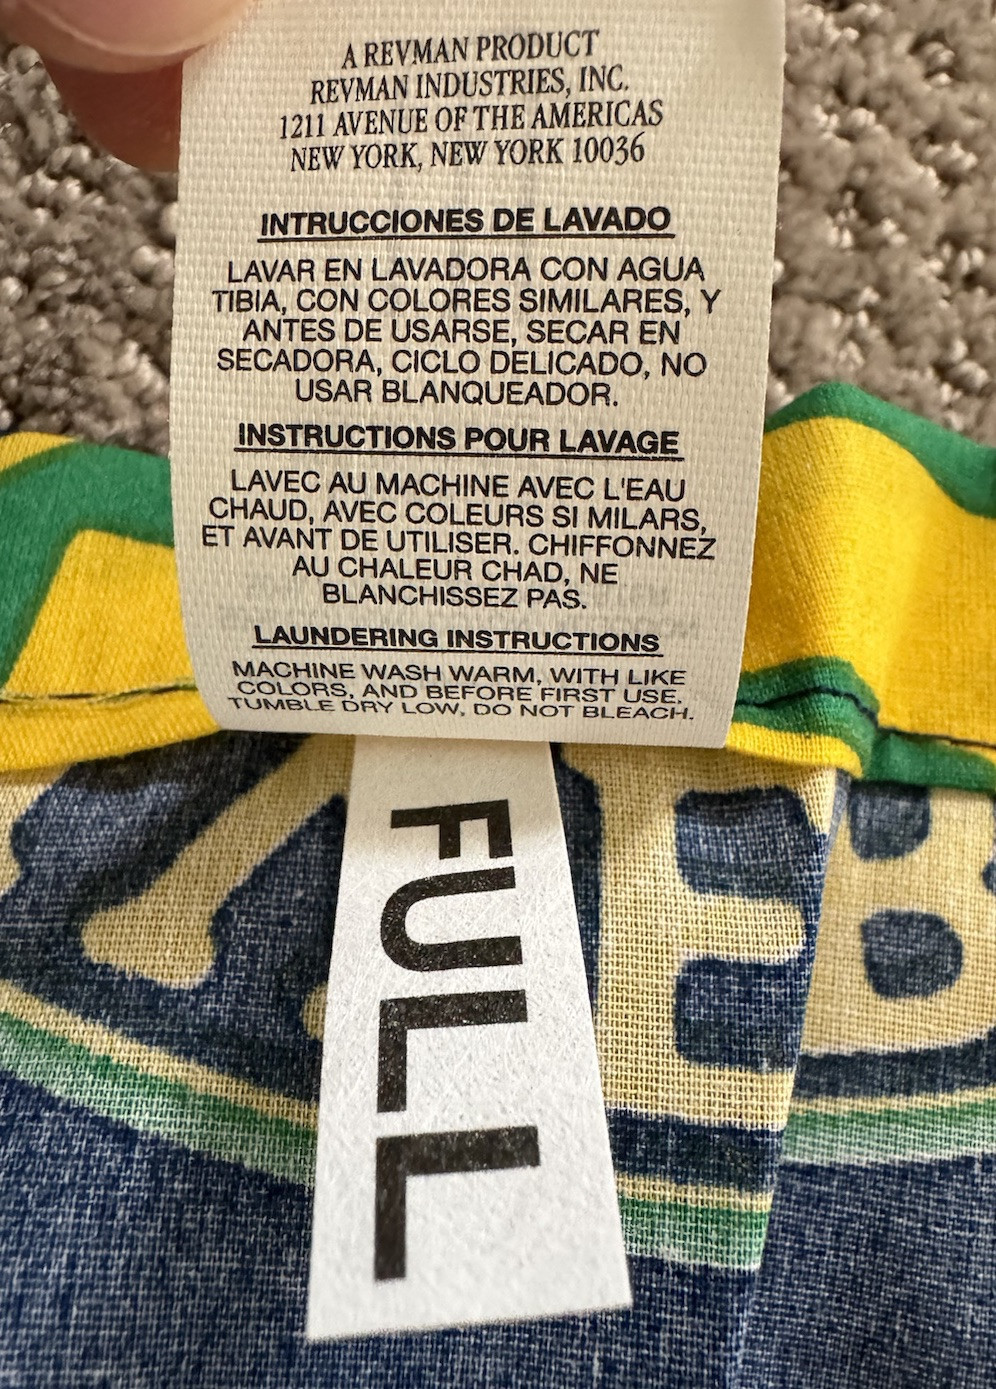 A REVMAN PRODUCT
REVMAN INDUSTRIES, INC.
1211 AVENUE OF THE AMERICAS
NEW YORK, NEW YORK 10036
INTRUCCIONES DE LAVADO
LAVAR EN LAVADORA CON AGUA
TIBIA, CON COLORES SIMILARES, Y
ANTES DE USARSE, SECAR EN
SECADORA, CICLO DELICADO, NO
USAR BLANQUEADOR.
INSTRUCTIONS POUR LAVAGE
LAVEC AU MACHINE AVEC L'EAU
CHAUD, AVEC COLEURS SI MILARS,
ET AVANT DE UTILISER. CHIFFONNEZ
AU CHALEUR CHAD, NE
BLANCHISSEZ PAS.
LAUNDERING INSTRUCTIONS
MACHINE WASH WARM, WITH LIKE
COLORS, AND BEFORE FIRST USE.
TUMBLE DRY LOW, DO NOT BLEACH.
FULL